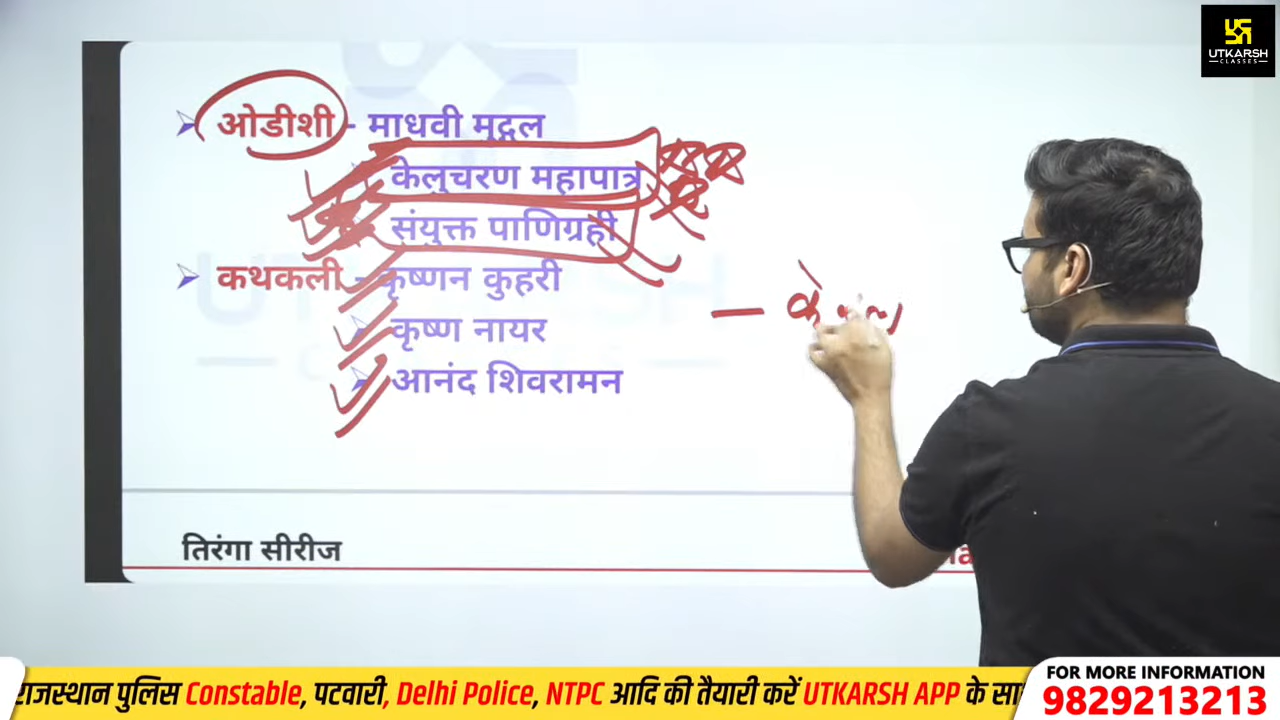 UTKARSH
CLASSES
ओडीशी - माधवी मुद्गल
केलुचरण महापात्र
संयुक्त पाणिग्रही
कथकली - कृष्णन कुहरी
कृष्ण नायर
आनंद शिवरामन
तिरंगा सीरीज
राजस्थान पुलिस Constable, पटवारी, Delhi Police, NTPC आदि की तैयारी करें UTKARSH APP के
FOR MORE INFORMATION
9829213213